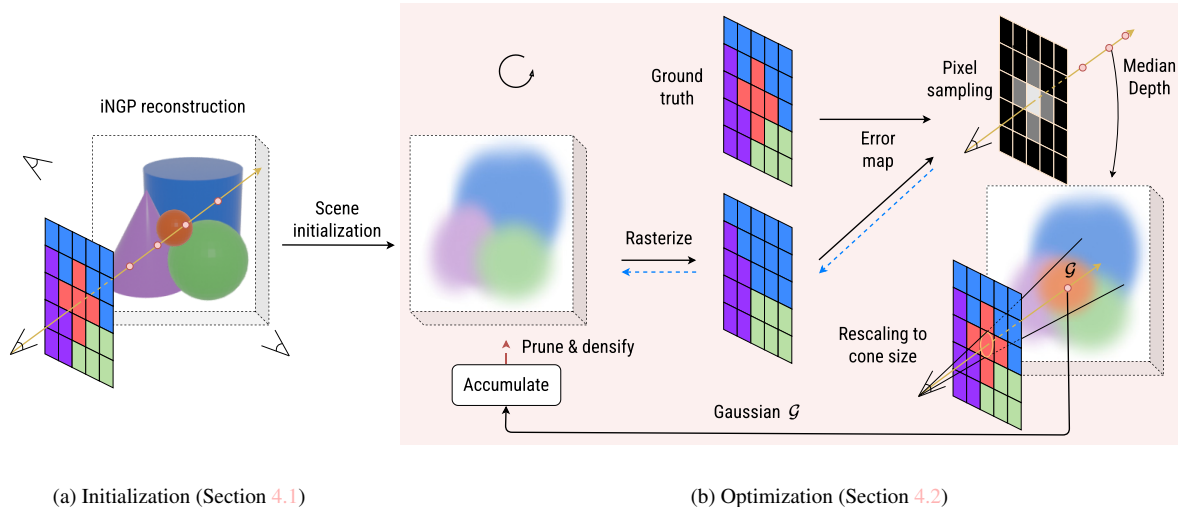 iNGP reconstruction
Scene
initialization
Ground
truth
Rasterize
Error
map
Pixel
sampling
Median
Depth
𝒢
Rescaling to
cone size
Prune & densify
Accumulate
Gaussian 𝒢
(a) Initialization (Section 4.1)
(b) Optimization (Section 4.2)